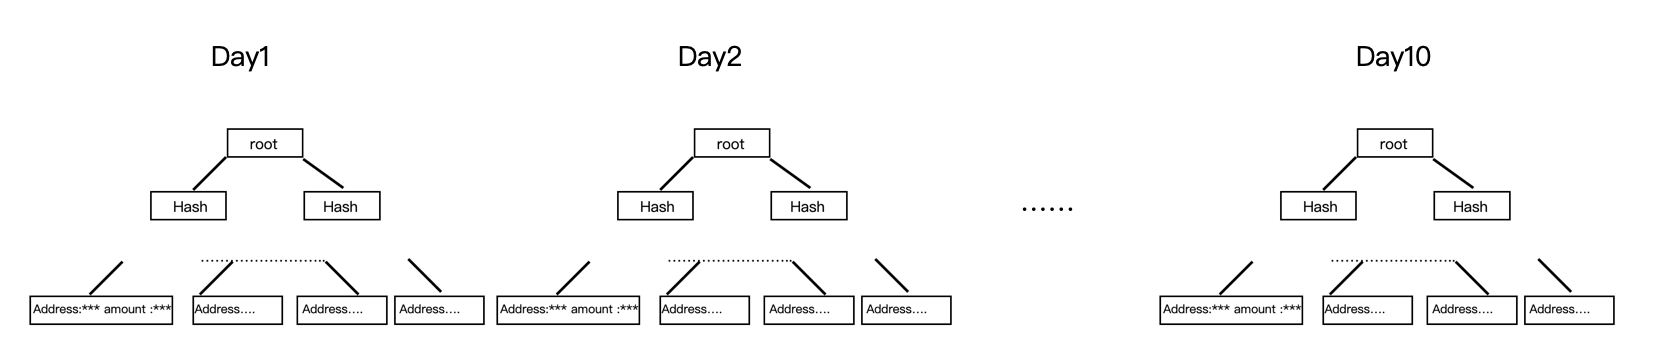 Day1
Day2
Day10
root
root
root
Hash
Hash
Hash
Hash
......
Hash
Hash
Address:*** amount :***
Address....
Address....
Address....
Address:*** amount :***
Address....
Address....
Address....
Address:*** amount :***
Address....
Address....
Address....